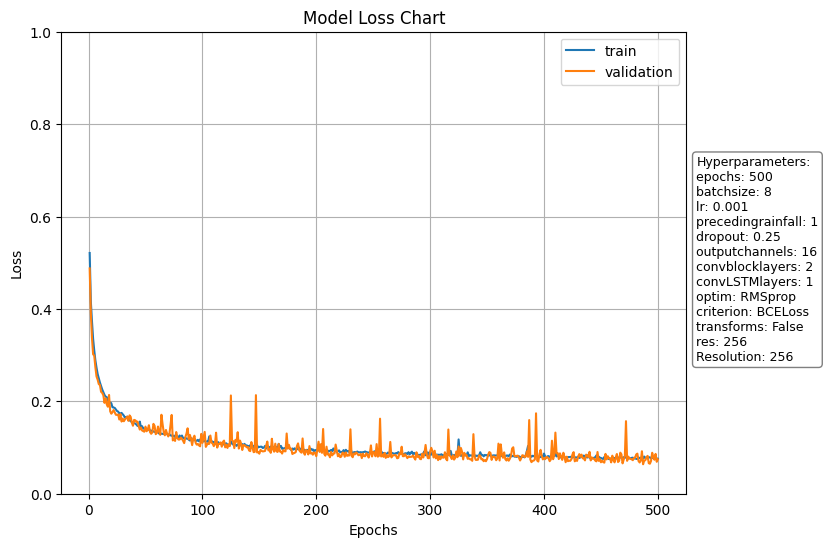 Model Loss Chart
1.0
0.8
0.6
0.4
0.2
0.0
Loss
0
100
200
300
400
500
Epochs
train
validation
Hyperparameters:
epochs: 500
batchsize: 8
lr: 0.001
precedingrainfall: 1
dropout: 0.25
outputchannels: 16
convblocklayers: 2
convLSTMlayers: 1
optim: RMSprop
criterion: BCELoss
transforms: False
res: 256
Resolution: 256